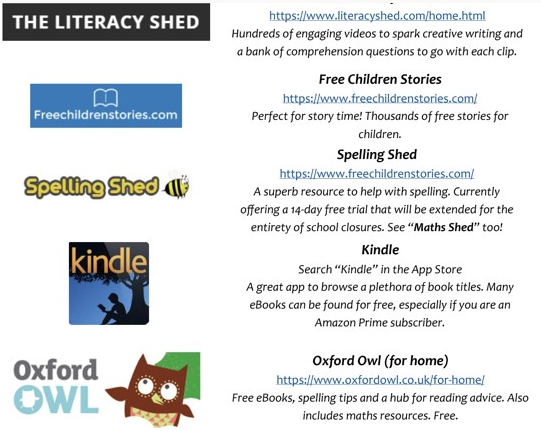 THE LITERACY SHED
https://www.literacyshed.com/home.html
Hundreds of engaging videos to spark creative writing and
a bank of comprehension questions to go with each clip.
Freechildrenstories.com
Free Children Stories
https://www.freechildrenstories.com/
Perfect for story time! Thousands of free stories for
children.
Spelling Shed
Spelling Shed
https://www.freechildrenstories.com/
A superb resource to help with spelling. Currently
offering a 14-day free trial that will be extended for the
entirety of school closures. See “Maths Shed” too!
kindle
Kindle
Search “Kindle” in the App Store
A great app to browse a plethora of book titles. Many
eBooks can be found for free, especially if you are an
Amazon Prime subscriber.
Oxford
OWL
Oxford Owl (for home)
https://www.oxfordowl.co.uk/for-home/
Free eBooks, spelling tips and a hub for reading advice. Also
includes maths resources. Free.